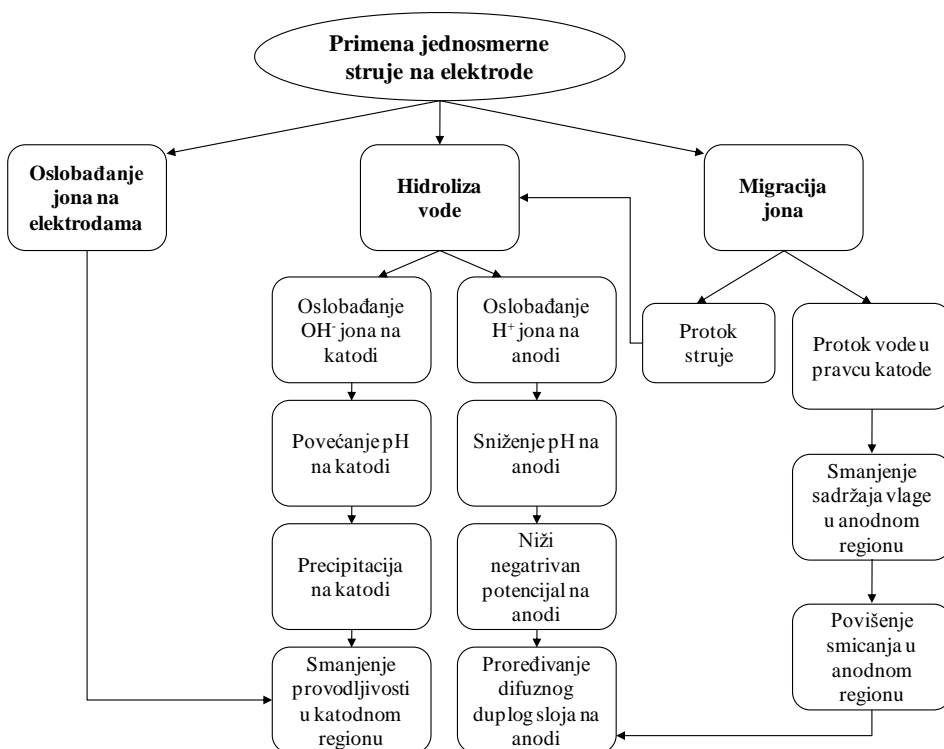 Primena jednosmerne
struje na elektrode
Oslobađanje
jona na
elektrodama
Hidroliza
vode
Migracija
jona
Oslobađanje
OH⁻ jona na
katodi
Oslobađanje
H⁺ jona na
anodi
Protok
struje
Protok vode u
pravcu katode
Povećanje pH
na katodi
Sniženje pH na
anodi
Smanjenje
sadržaja vlage
u anodnom
regionu
Precipitacija
na katodi
Niži
negatrivan
potencijal na
anodi
Povišenje
smicanja u
anodnom
regionu
Smanjenje
provodljivosti
u katodnom
regionu
Proređivanje
difuznog
duplog sloja na
anodi